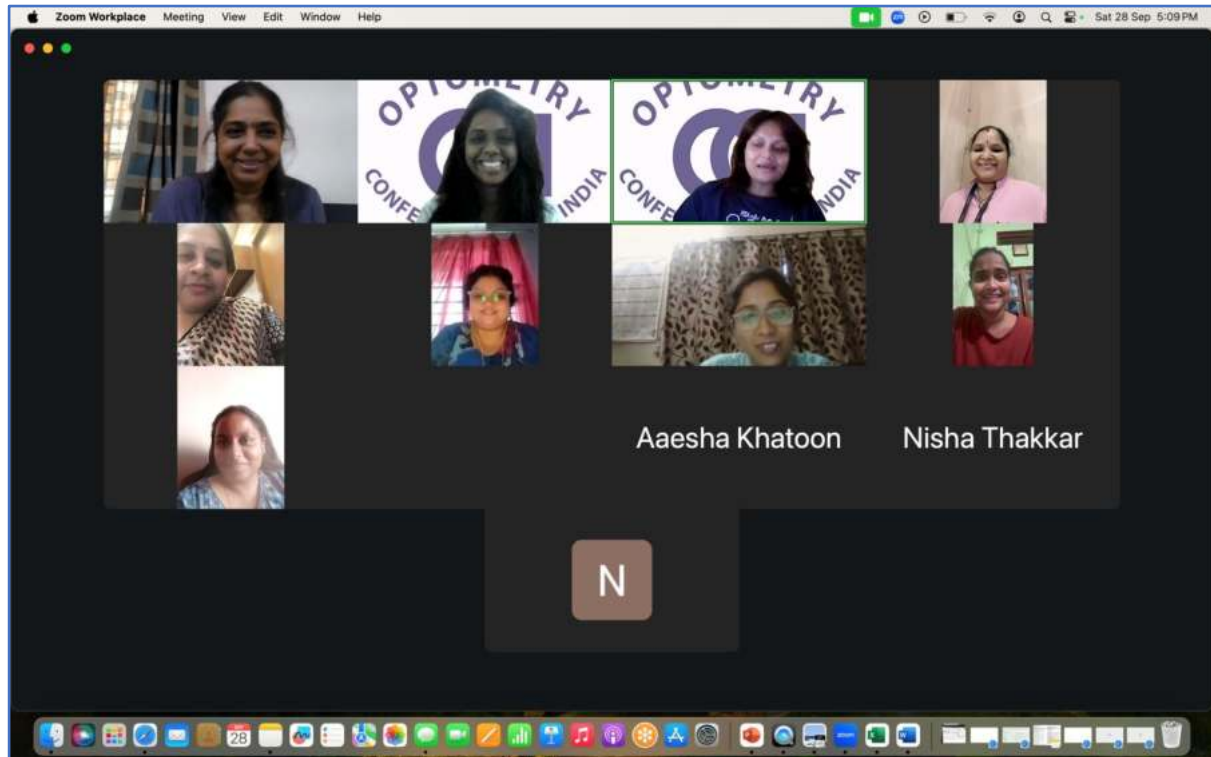 Zoom Workplace Meeting View Edit Window Help
Sat 28 Sep 5:09 PM
OPTOMETRY
CONFE INDIA
OPTOMETRY
CONFE INDIA
Aaesha Khatoon
Nisha Thakkar
N
28
zoom